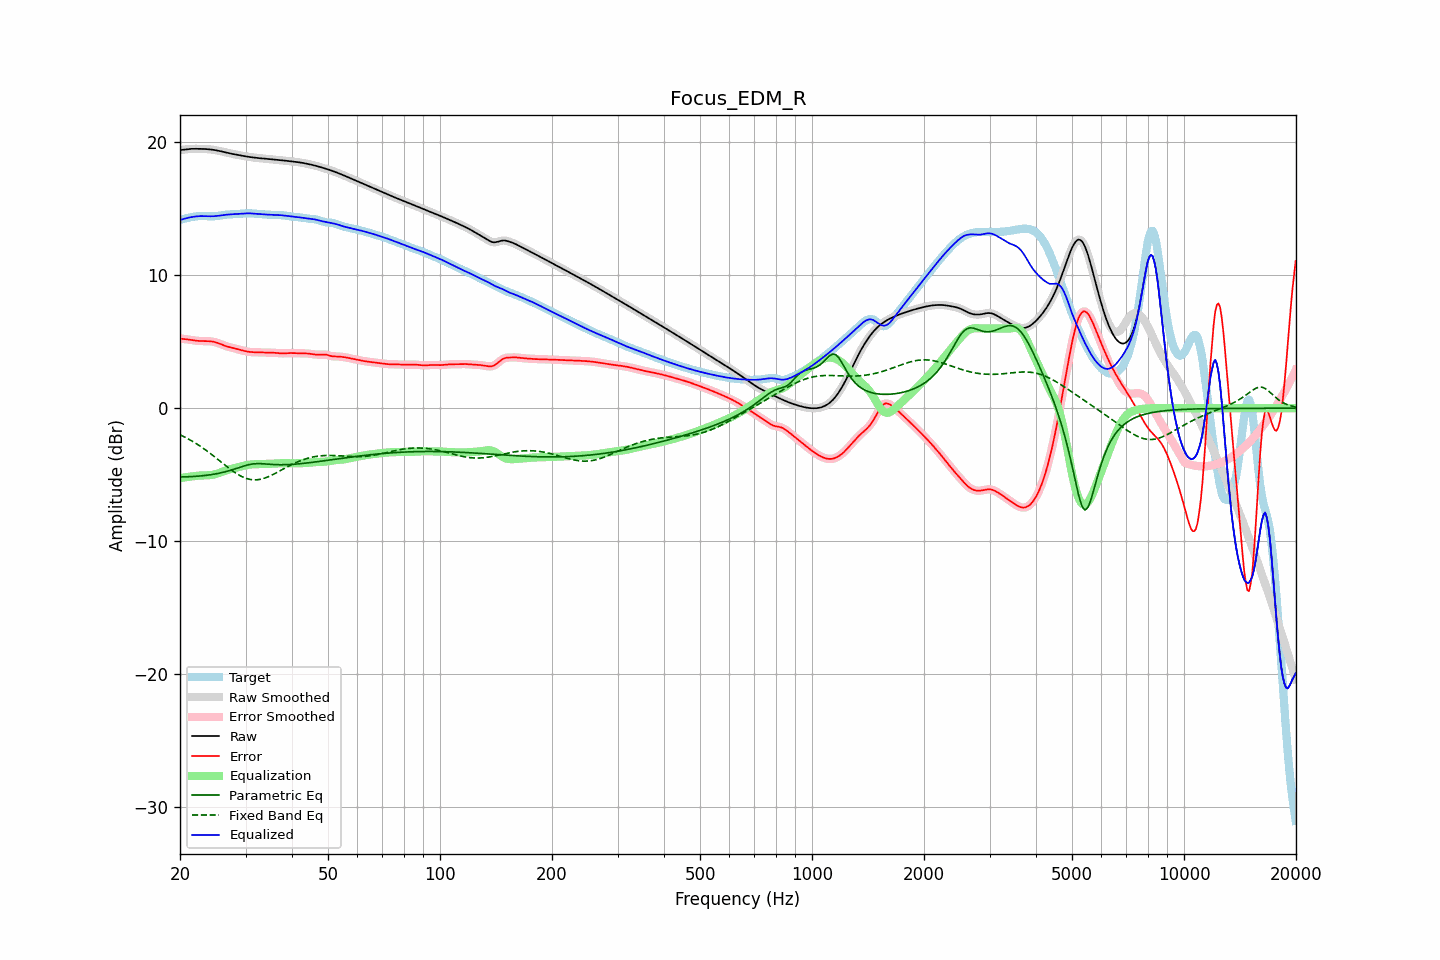 Focus_EDM_R
20
10
0
−10
−20
−30
Amplitude (dBr)
Target
Raw Smoothed
Error Smoothed
Raw
Error
Equalization
Parametric Eq
Fixed Band Eq
Equalized
20 50 100 200 500 1000 2000 5000 10000 20000
Frequency (Hz)